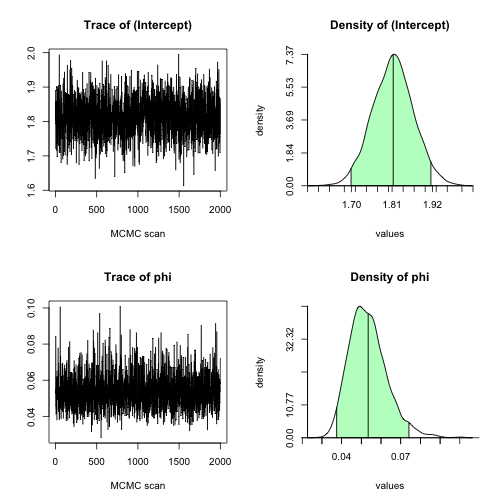 Trace of (Intercept)
1.6 1.7 1.8 1.9 2.0
0 500 1000 1500 2000
MCMC scan
Density of (Intercept)
density
0.00 1.84 3.69 5.53 7.37
1.70 1.81 1.92
values
Trace of phi
0.04 0.06 0.08 0.10
0 500 1000 1500 2000
MCMC scan
Density of phi
density
0.00 10.77 32.32
0.04 0.07
values